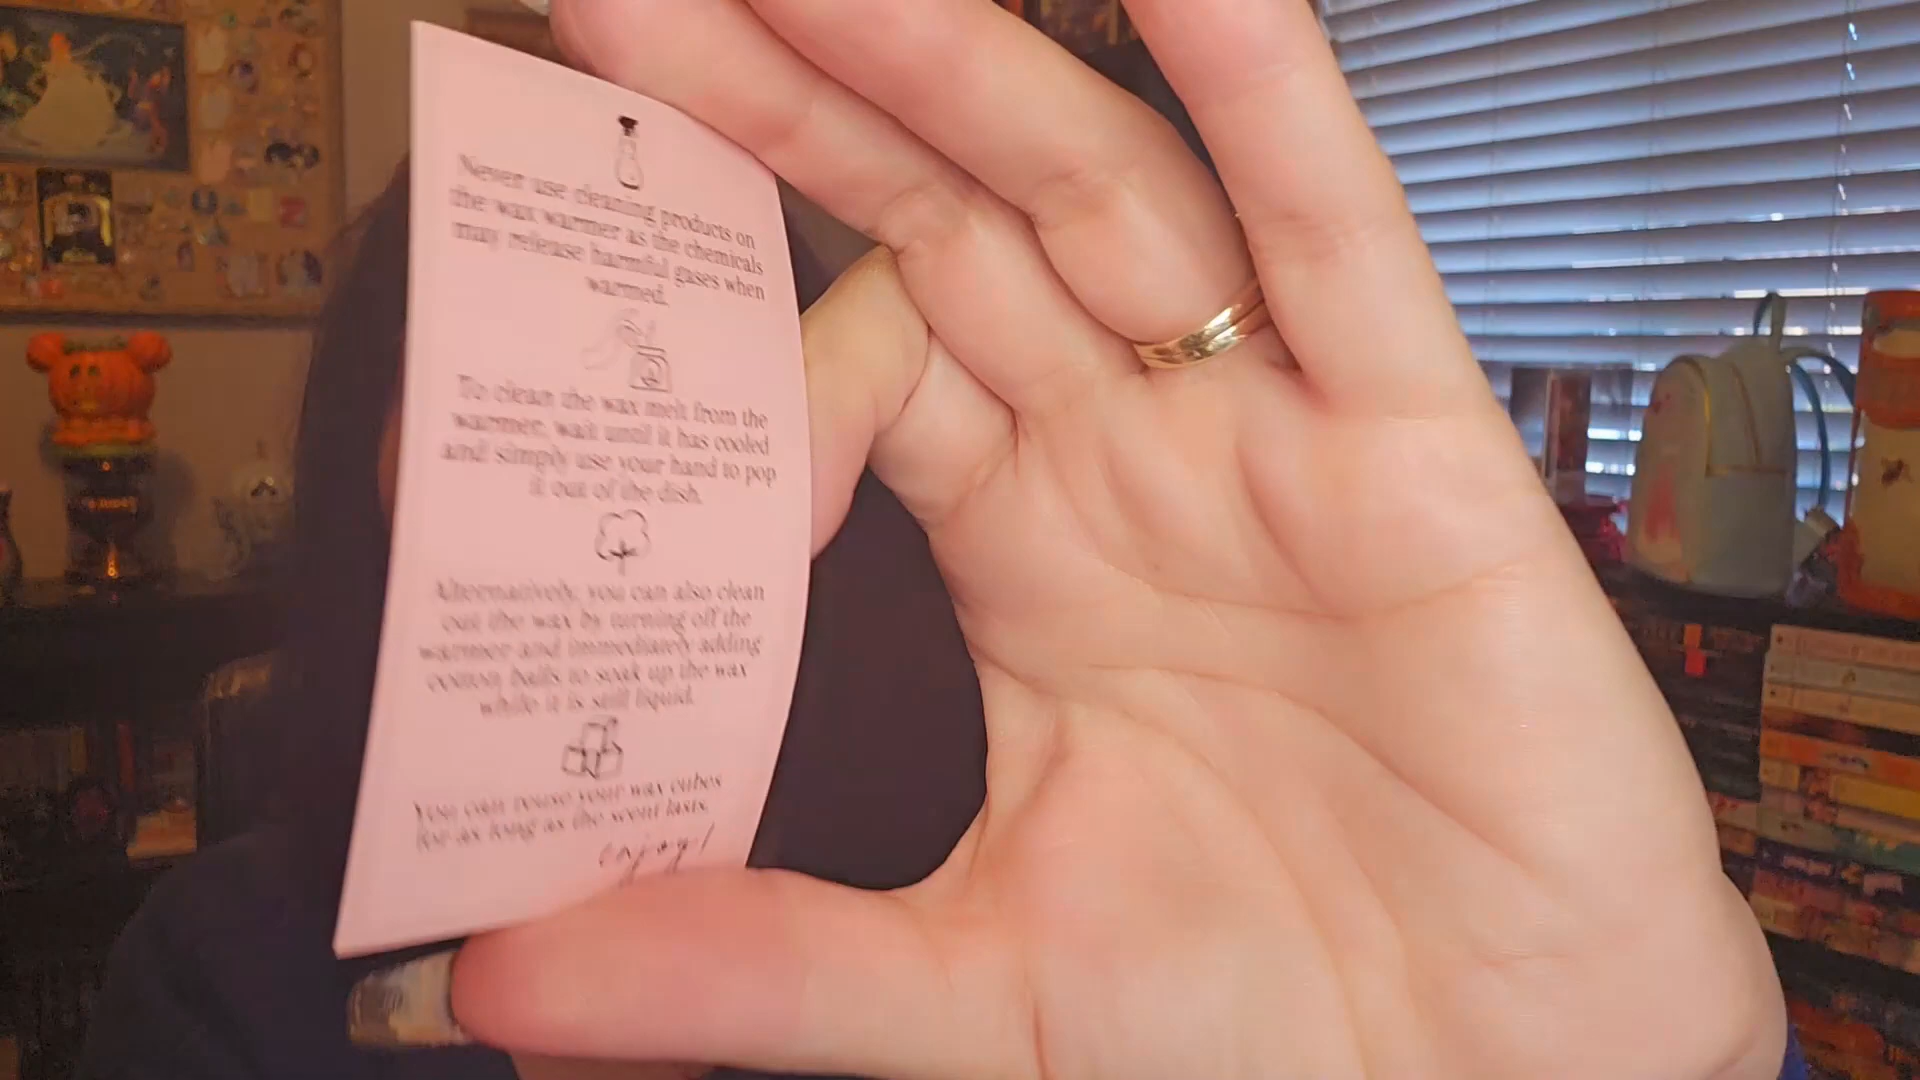 Never use cleaning products on
the wax warmer as the chemicals
may release harmful gases when
warmed.
To clean the wax melt from the
warmer, wait until it has cooled
and simply use your hand to pop
it out of the dish.
Alternatively, you can also clean
out the wax by turning off the
warmer and immediately adding
cotton balls to soak up the wax
while it is still liquid.
You can reuse your wax cubes
for as long as the scent lasts.
enjoy!